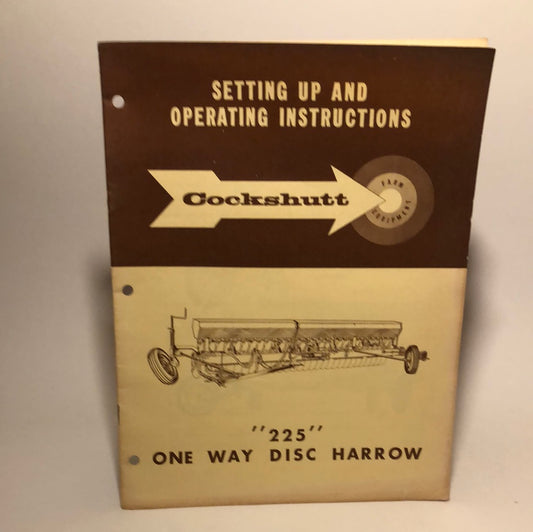 SETTING UP AND
OPERATING INSTRUCTIONS
Cockshutt
FARM
EQUIPMENT
"225"
ONE WAY DISC HARROW